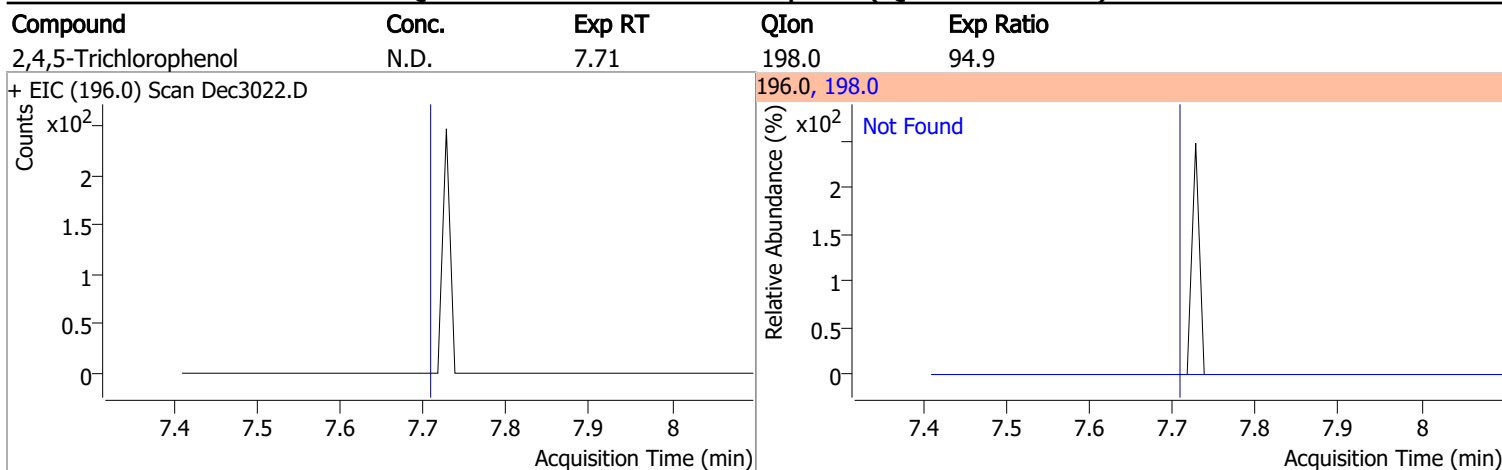 Compound Conc. Exp RT QIon Exp Ratio
2,4,5-Trichlorophenol N.D. 7.71 198.0 94.9
+ EIC (196.0) Scan Dec3022.D
Counts
x10²
2
1.5
1
0.5
0
7.4 7.5 7.6 7.7 7.8 7.9 8
Acquisition Time (min)
196.0, 198.0
Relative Abundance (%)
x10²
Not Found
2
1.5
1
0.5
0
7.4 7.5 7.6 7.7 7.8 7.9 8
Acquisition Time (min)